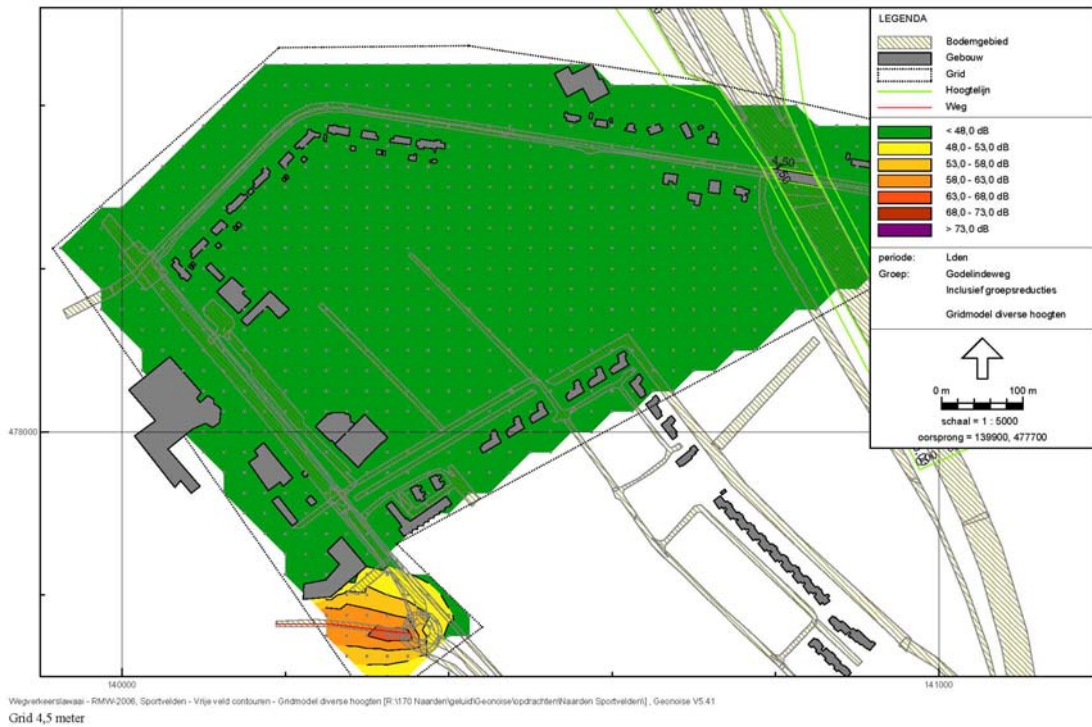 LEGENDA
Bodemgebied
Gebouw
Grid
Hoogtelijn
Weg
< 48,0 dB
48,0 - 53,0 dB
53,0 - 58,0 dB
58,0 - 63,0 dB
63,0 - 68,0 dB
68,0 - 73,0 dB
> 73,0 dB
periode: Lden
Groep: Godelindeweg
Inclusief groepsreducties
Gridmodel diverse hoogten
0 m 100 m
schaal = 1 : 5000
oorsprong = 139900, 477700
4,50
478000
140000 141000
Wegverkeerslawaai - RMW-2006, Sportvelden - Vrije veld contouren - Gridmodel diverse hoogten [R:\170 Naarden\geluid\Geonoise\opdrachten\Naarden Sportvelden\] , Geonoise V5.41
Grid 4,5 meter